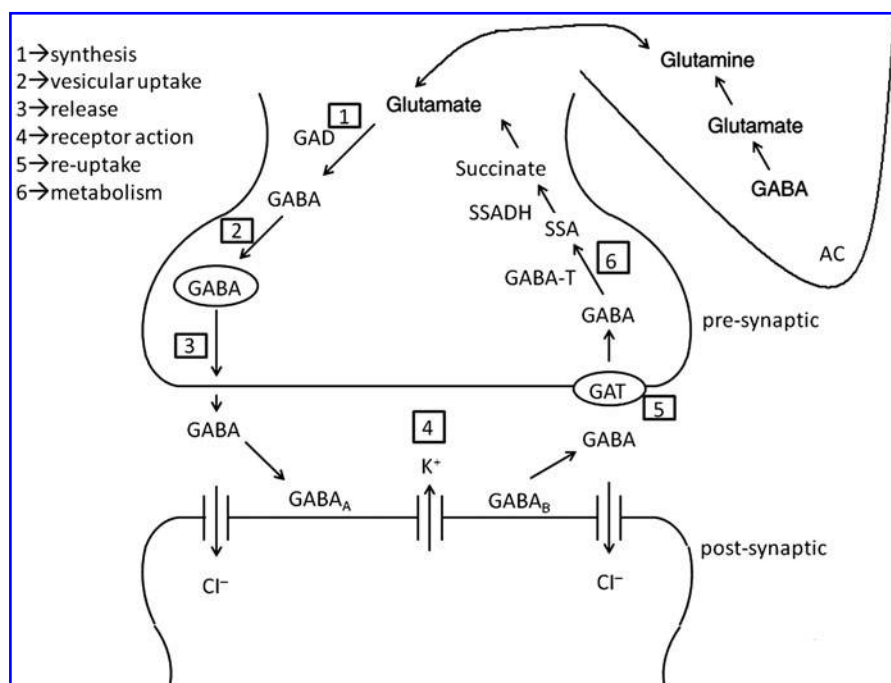 1→synthesis
2→vesicular uptake
3→release
4→receptor action
5→re-uptake
6→metabolism
Glutamine
Glutamate
GABA
AC
Glutamate
1
GAD
GABA
2
GABA
3
GABA
Succinate
SSADH
SSA
6
GABA-T
GABA
pre-synaptic
GAT
5
GABA
4
K⁺
GABA_A
GABA_B
post-synaptic
Cl⁻
Cl⁻